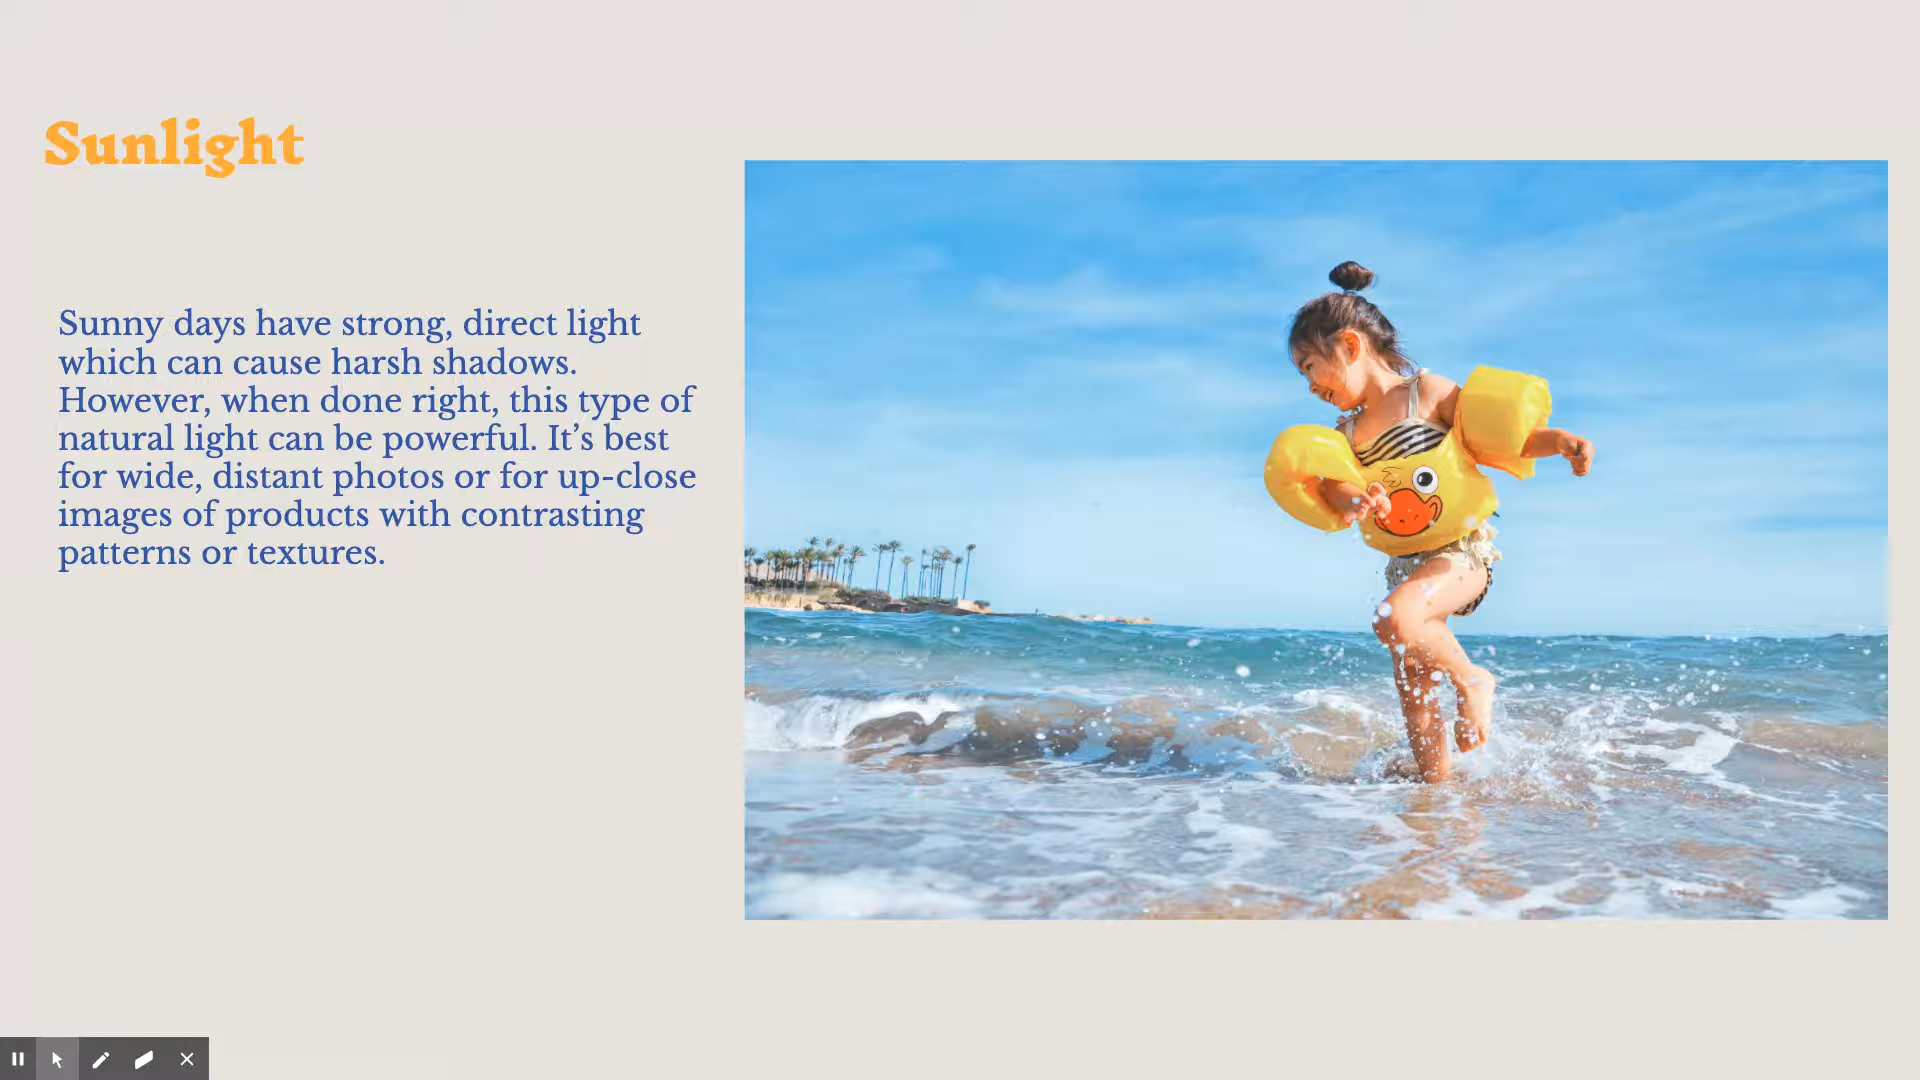 Sunlight
Sunny days have strong, direct light
which can cause harsh shadows.
However, when done right, this type of
natural light can be powerful. It’s best
for wide, distant photos or for up-close
images of products with contrasting
patterns or textures.